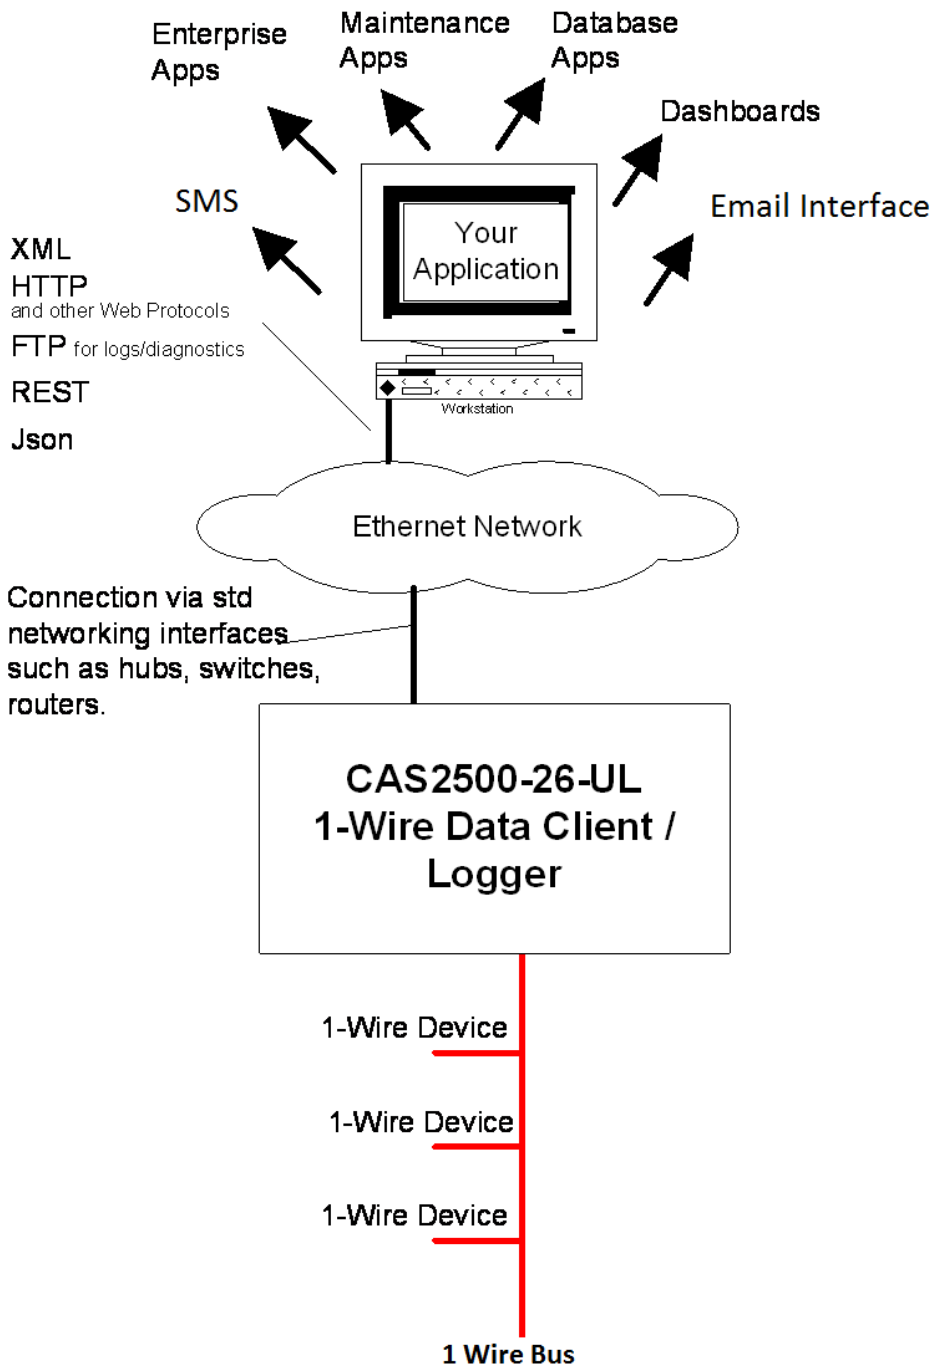 Enterprise
Apps
Maintenance
Apps
Database
Apps
Dashboards
SMS
Email Interface
Your
Application
XML
HTTP
and other Web Protocols
FTP for logs/diagnostics
REST
Json
Workstation
Ethernet Network
Connection via std
networking interfaces
such as hubs, switches,
routers.
CAS2500-26-UL
1-Wire Data Client /
Logger
1-Wire Device
1-Wire Device
1-Wire Device
1 Wire Bus